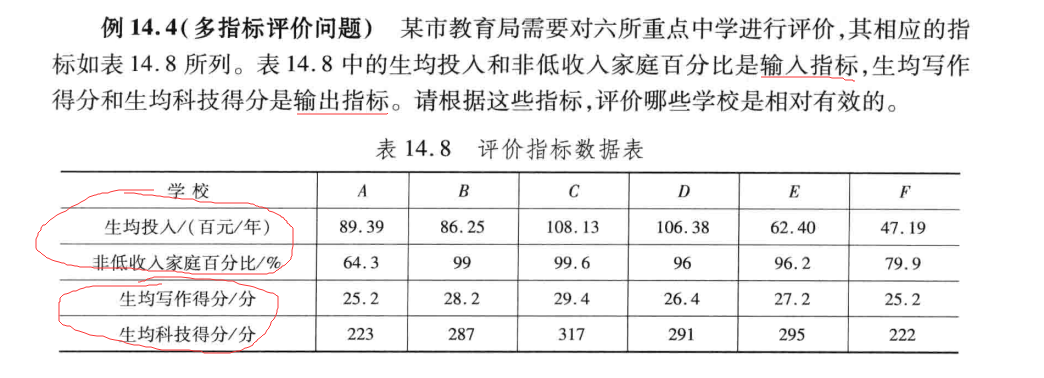 例 14.4(多指标评价问题) 某市教育局需要对六所重点中学进行评价,其相应的指
标如表 14.8 所列。表 14.8 中的生均投入和非低收入家庭百分比是输入指标,生均写作
得分和生均科技得分是输出指标。请根据这些指标,评价哪些学校是相对有效的。
表 14.8 评价指标数据表
学校 A B C D E F
生均投入/(百元/年) 89.39 86.25 108.13 106.38 62.40 47.19
非低收入家庭百分比/% 64.3 99 99.6 96 96.2 79.9
生均写作得分/分 25.2 28.2 29.4 26.4 27.2 25.2
生均科技得分/分 223 287 317 291 295 222